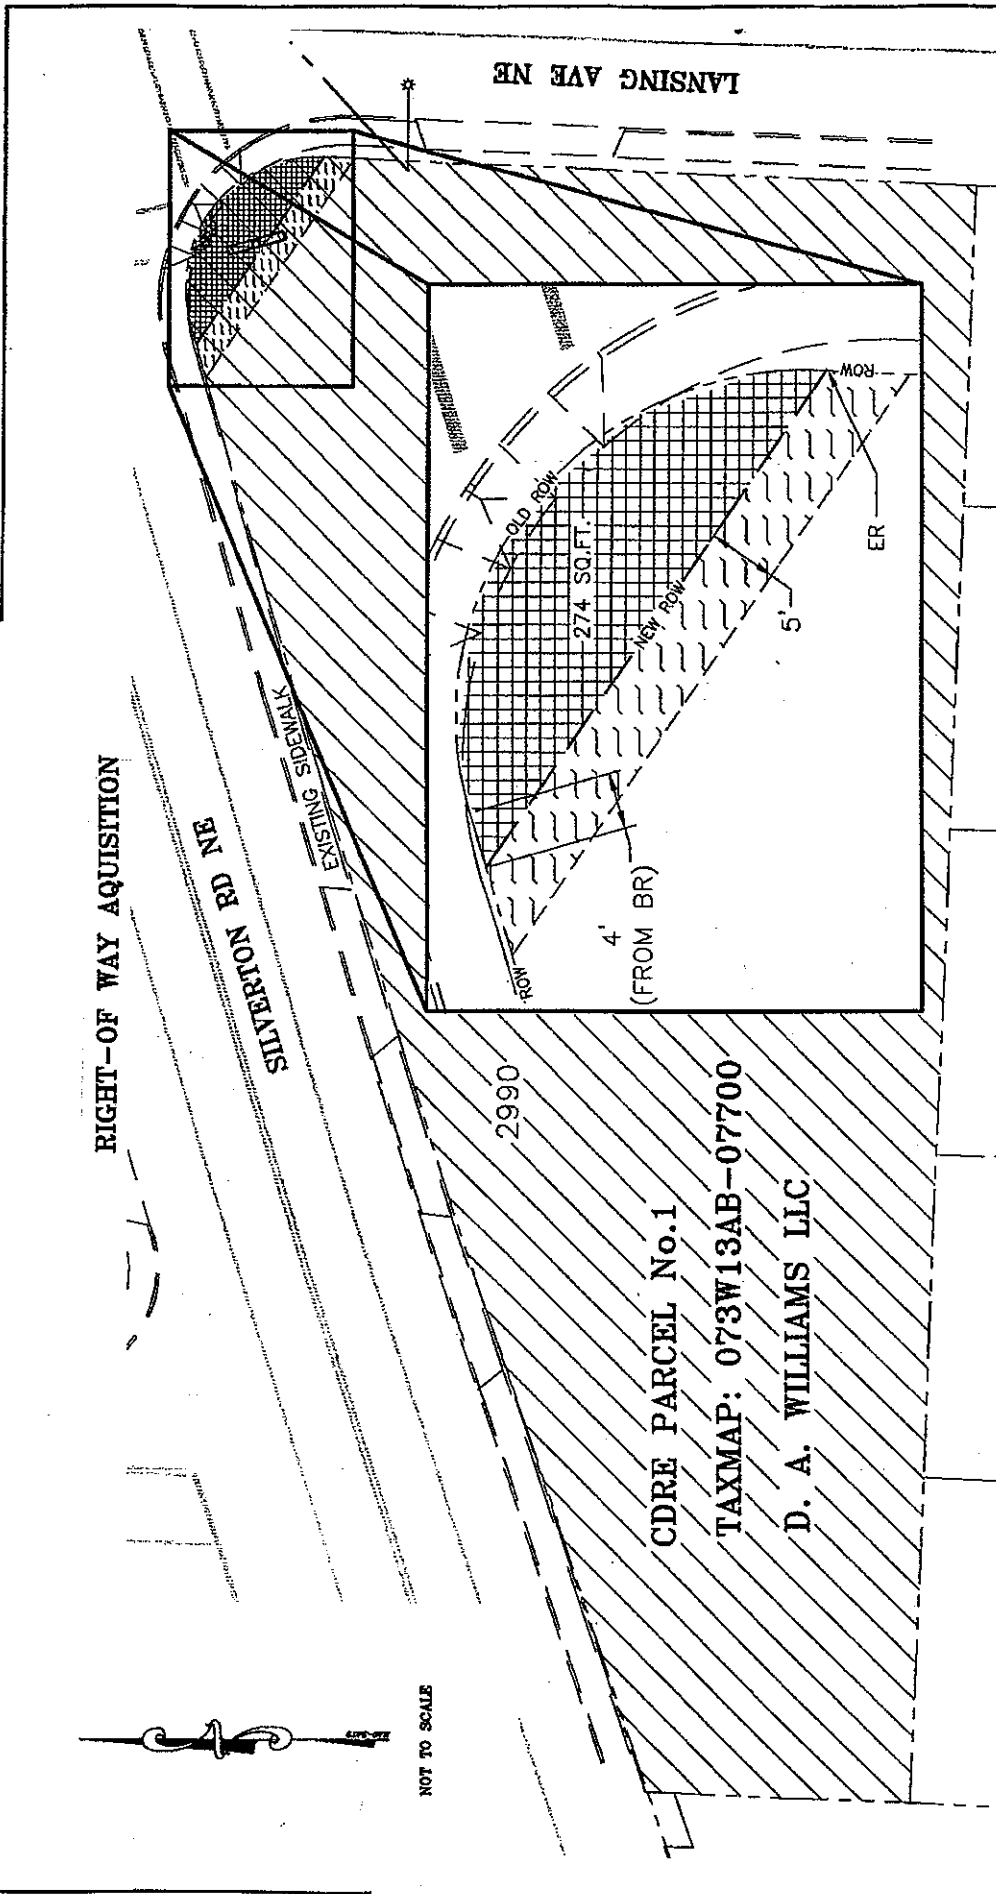 RIGHT-OF WAY AQUISITION
SILVERTON RD NE
LANSING AVE NE
EXISTING SIDEWALK
OLD ROW
274 SQ.FT.
NEW ROW
ROW
ROW
5'
ER
4'
(FROM BR)
2990
CDRE PARCEL No.1
TAXMAP: 073W13AB-07700
D. A. WILLIAMS LLC
NOT TO SCALE